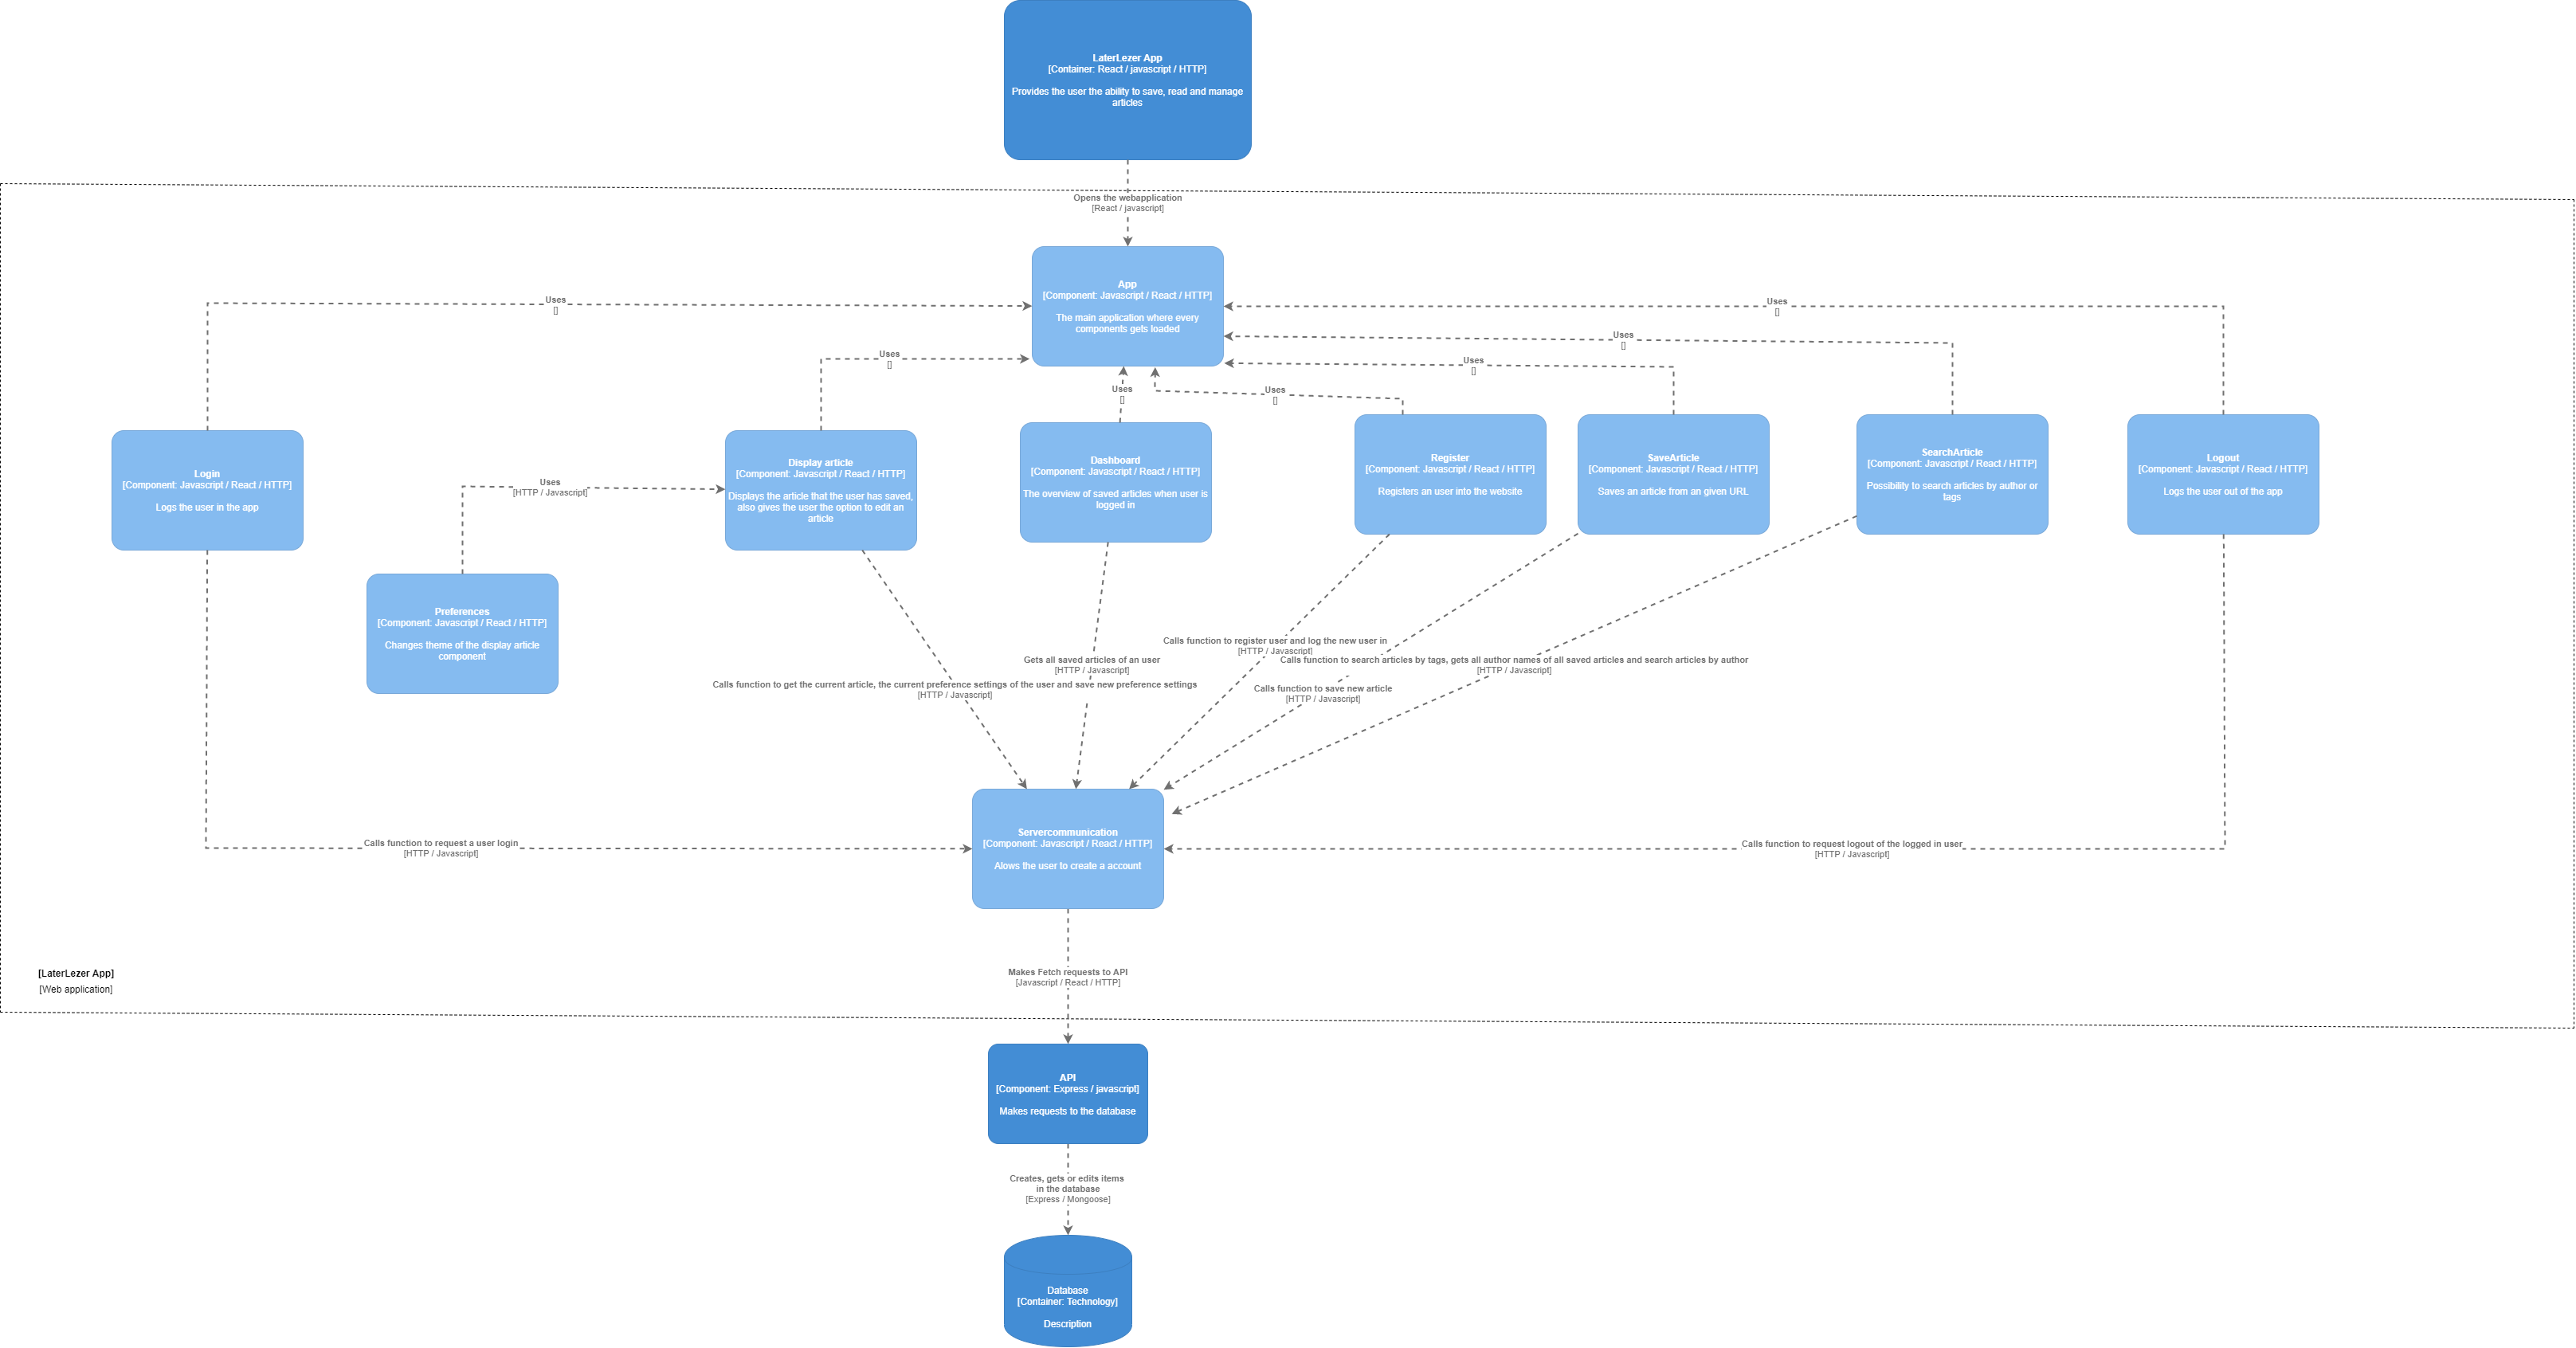 LaterLezer App
[Container: React / javascript / HTTP]
Provides the user the ability to save, read and manage
articles
Opens the webapplication
[React / javascript]
App
[Component: Javascript / React / HTTP]
The main application where every
components gets loaded
Uses
[]
Uses
[]
Uses
[]
Uses
[]
Uses
[]
Uses
[]
Uses
[]
Login
[Component: Javascript / React / HTTP]
Logs the user in the app
Uses
[HTTP / Javascript]
Display article
[Component: Javascript / React / HTTP]
Displays the article that the user has saved,
also gives the user the option to edit an
article
Dashboard
[Component: Javascript / React / HTTP]
The overview of saved articles when user is
logged in
Register
[Component: Javascript / React / HTTP]
Registers an user into the website
SaveArticle
[Component: Javascript / React / HTTP]
Saves an article from an given URL
SearchArticle
[Component: Javascript / React / HTTP]
Possibility to search articles by author or
tags
Logout
[Component: Javascript / React / HTTP]
Logs the user out of the app
Preferences
[Component: Javascript / React / HTTP]
Changes theme of the display article
component
Calls function to register user and log the new user in
[HTTP / Javascript]
Gets all saved articles of an user
[HTTP / Javascript]
Calls function to search articles by tags, gets all author names of all saved articles and search articles by author
[HTTP / Javascript]
Calls function to get the current article, the current preference settings of the user and save new preference settings
[HTTP / Javascript]
Calls function to save new article
[HTTP / Javascript]
Servercommunication
[Component: Javascript / React / HTTP]
Alows the user to create a account
Calls function to request a user login
[HTTP / Javascript]
Calls function to request logout of the logged in user
[HTTP / Javascript]
Makes Fetch requests to API
[Javascript / React / HTTP]
[LaterLezer App]
[Web application]
API
[Component: Express / javascript]
Makes requests to the database
Creates, gets or edits items
in the database
[Express / Mongoose]
Database
[Container: Technology]
Description